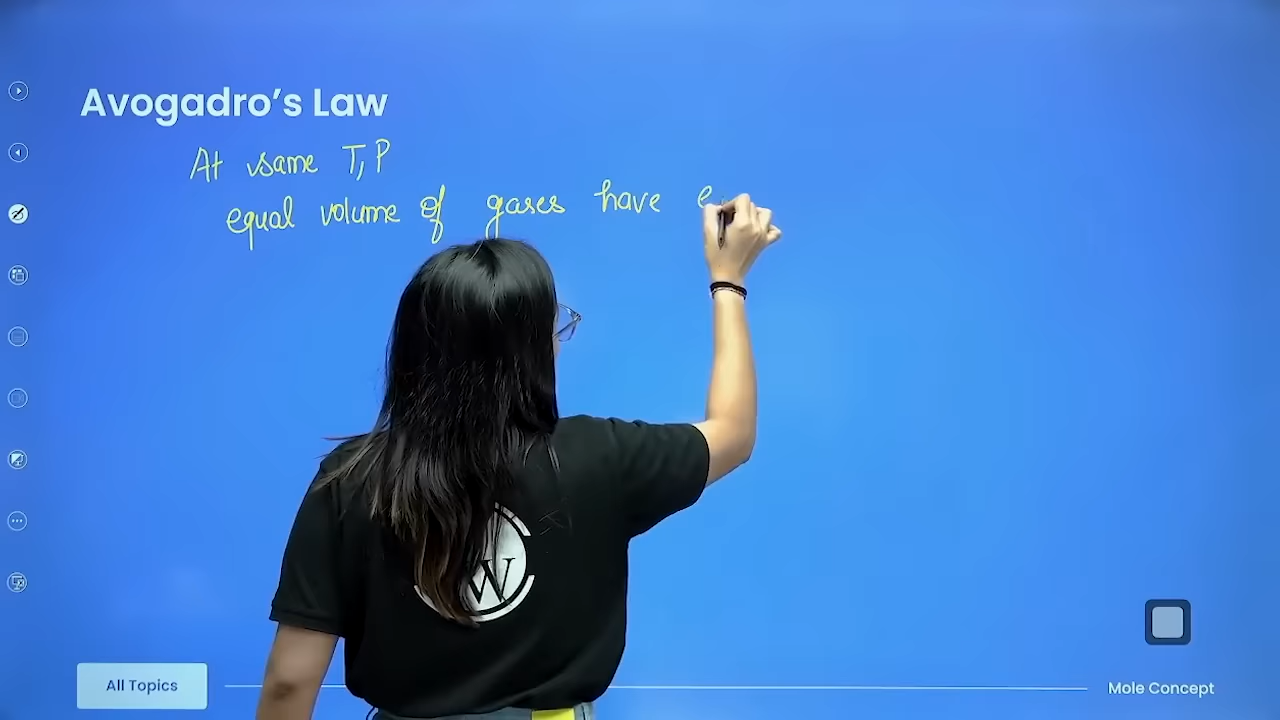 Avogadro's Law
At same T, P
equal volume of gases have e
W
All Topics
Mole Concept